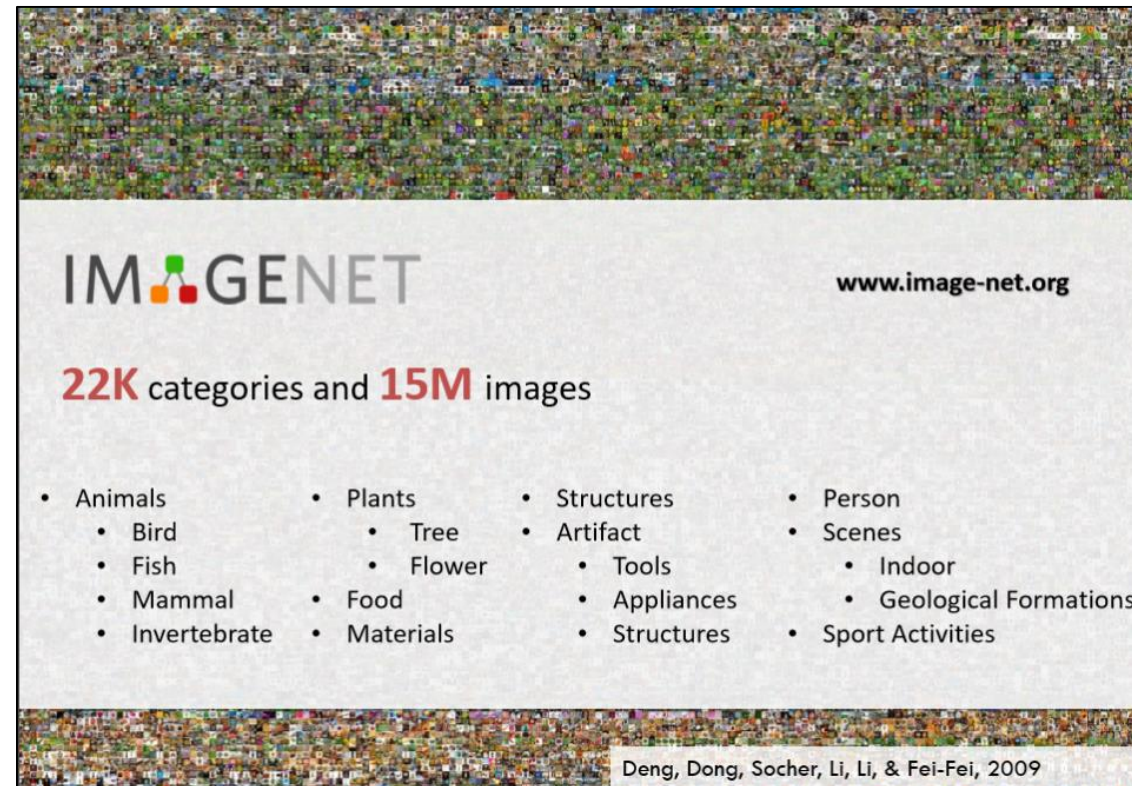 IMAGENET
www.image-net.org
22K categories and 15M images
• Animals
• Bird
• Fish
• Mammal
• Invertebrate
• Plants
• Tree
• Flower
• Food
• Materials
• Structures
• Artifact
• Tools
• Appliances
• Structures
• Person
• Scenes
• Indoor
• Geological Formations
• Sport Activities
Deng, Dong, Socher, Li, Li, & Fei-Fei, 2009